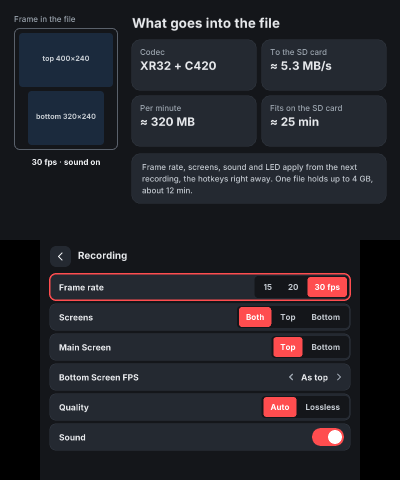 Frame in the file
top 400×240
bottom 320×240
30 fps · sound on
What goes into the file
Codec
XR32 + C420
To the SD card
≈ 5.3 MB/s
Per minute
≈ 320 MB
Fits on the SD card
≈ 25 min
Frame rate, screens, sound and LED apply from the next
recording, the hotkeys right away. One file holds up to 4 GB,
about 12 min.
Recording
Frame rate 15 20 30 fps
Screens Both Top Bottom
Main Screen Top Bottom
Bottom Screen FPS As top
Quality Auto Lossless
Sound